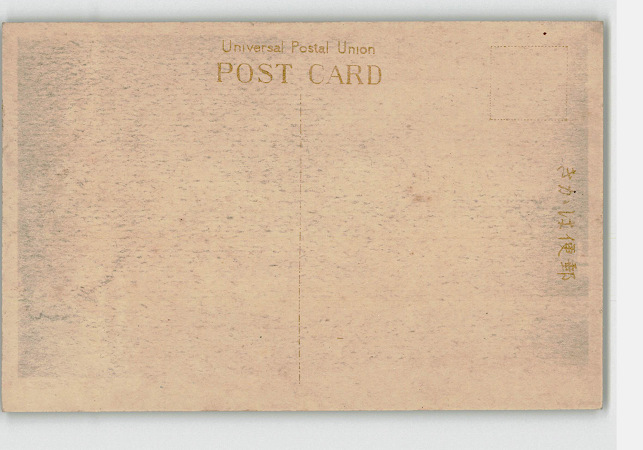 Universal Postal Union
POST CARD
きがは便郵